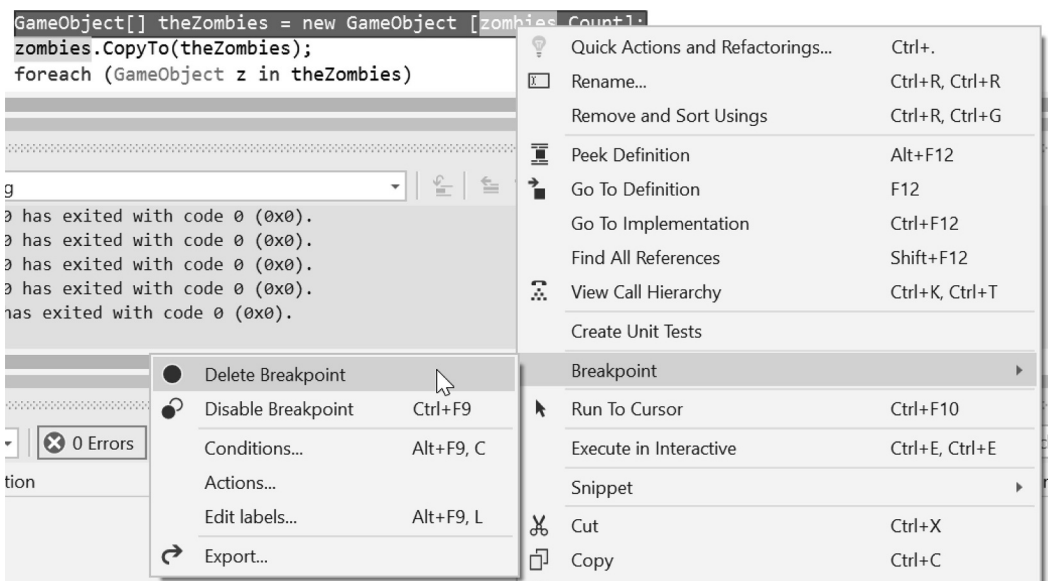 GameObject[] theZombies = new GameObject [zombies.Count];
zombies.CopyTo(theZombies);
foreach (GameObject z in theZombies)
Quick Actions and Refactorings... Ctrl+.
Rename... Ctrl+R, Ctrl+R
Remove and Sort Usings Ctrl+R, Ctrl+G
Peek Definition Alt+F12
g
Go To Definition F12
0 has exited with code 0 (0x0).
Go To Implementation Ctrl+F12
0 has exited with code 0 (0x0).
0 has exited with code 0 (0x0).
Find All References Shift+F12
0 has exited with code 0 (0x0).
View Call Hierarchy Ctrl+K, Ctrl+T
has exited with code 0 (0x0).
Create Unit Tests
Breakpoint
Delete Breakpoint
Disable Breakpoint Ctrl+F9
Run To Cursor Ctrl+F10
0 Errors
Conditions... Alt+F9, C
Execute in Interactive Ctrl+E, Ctrl+E
tion
Actions...
Snippet
Edit labels... Alt+F9, L
Cut Ctrl+X
Export...
Copy Ctrl+C